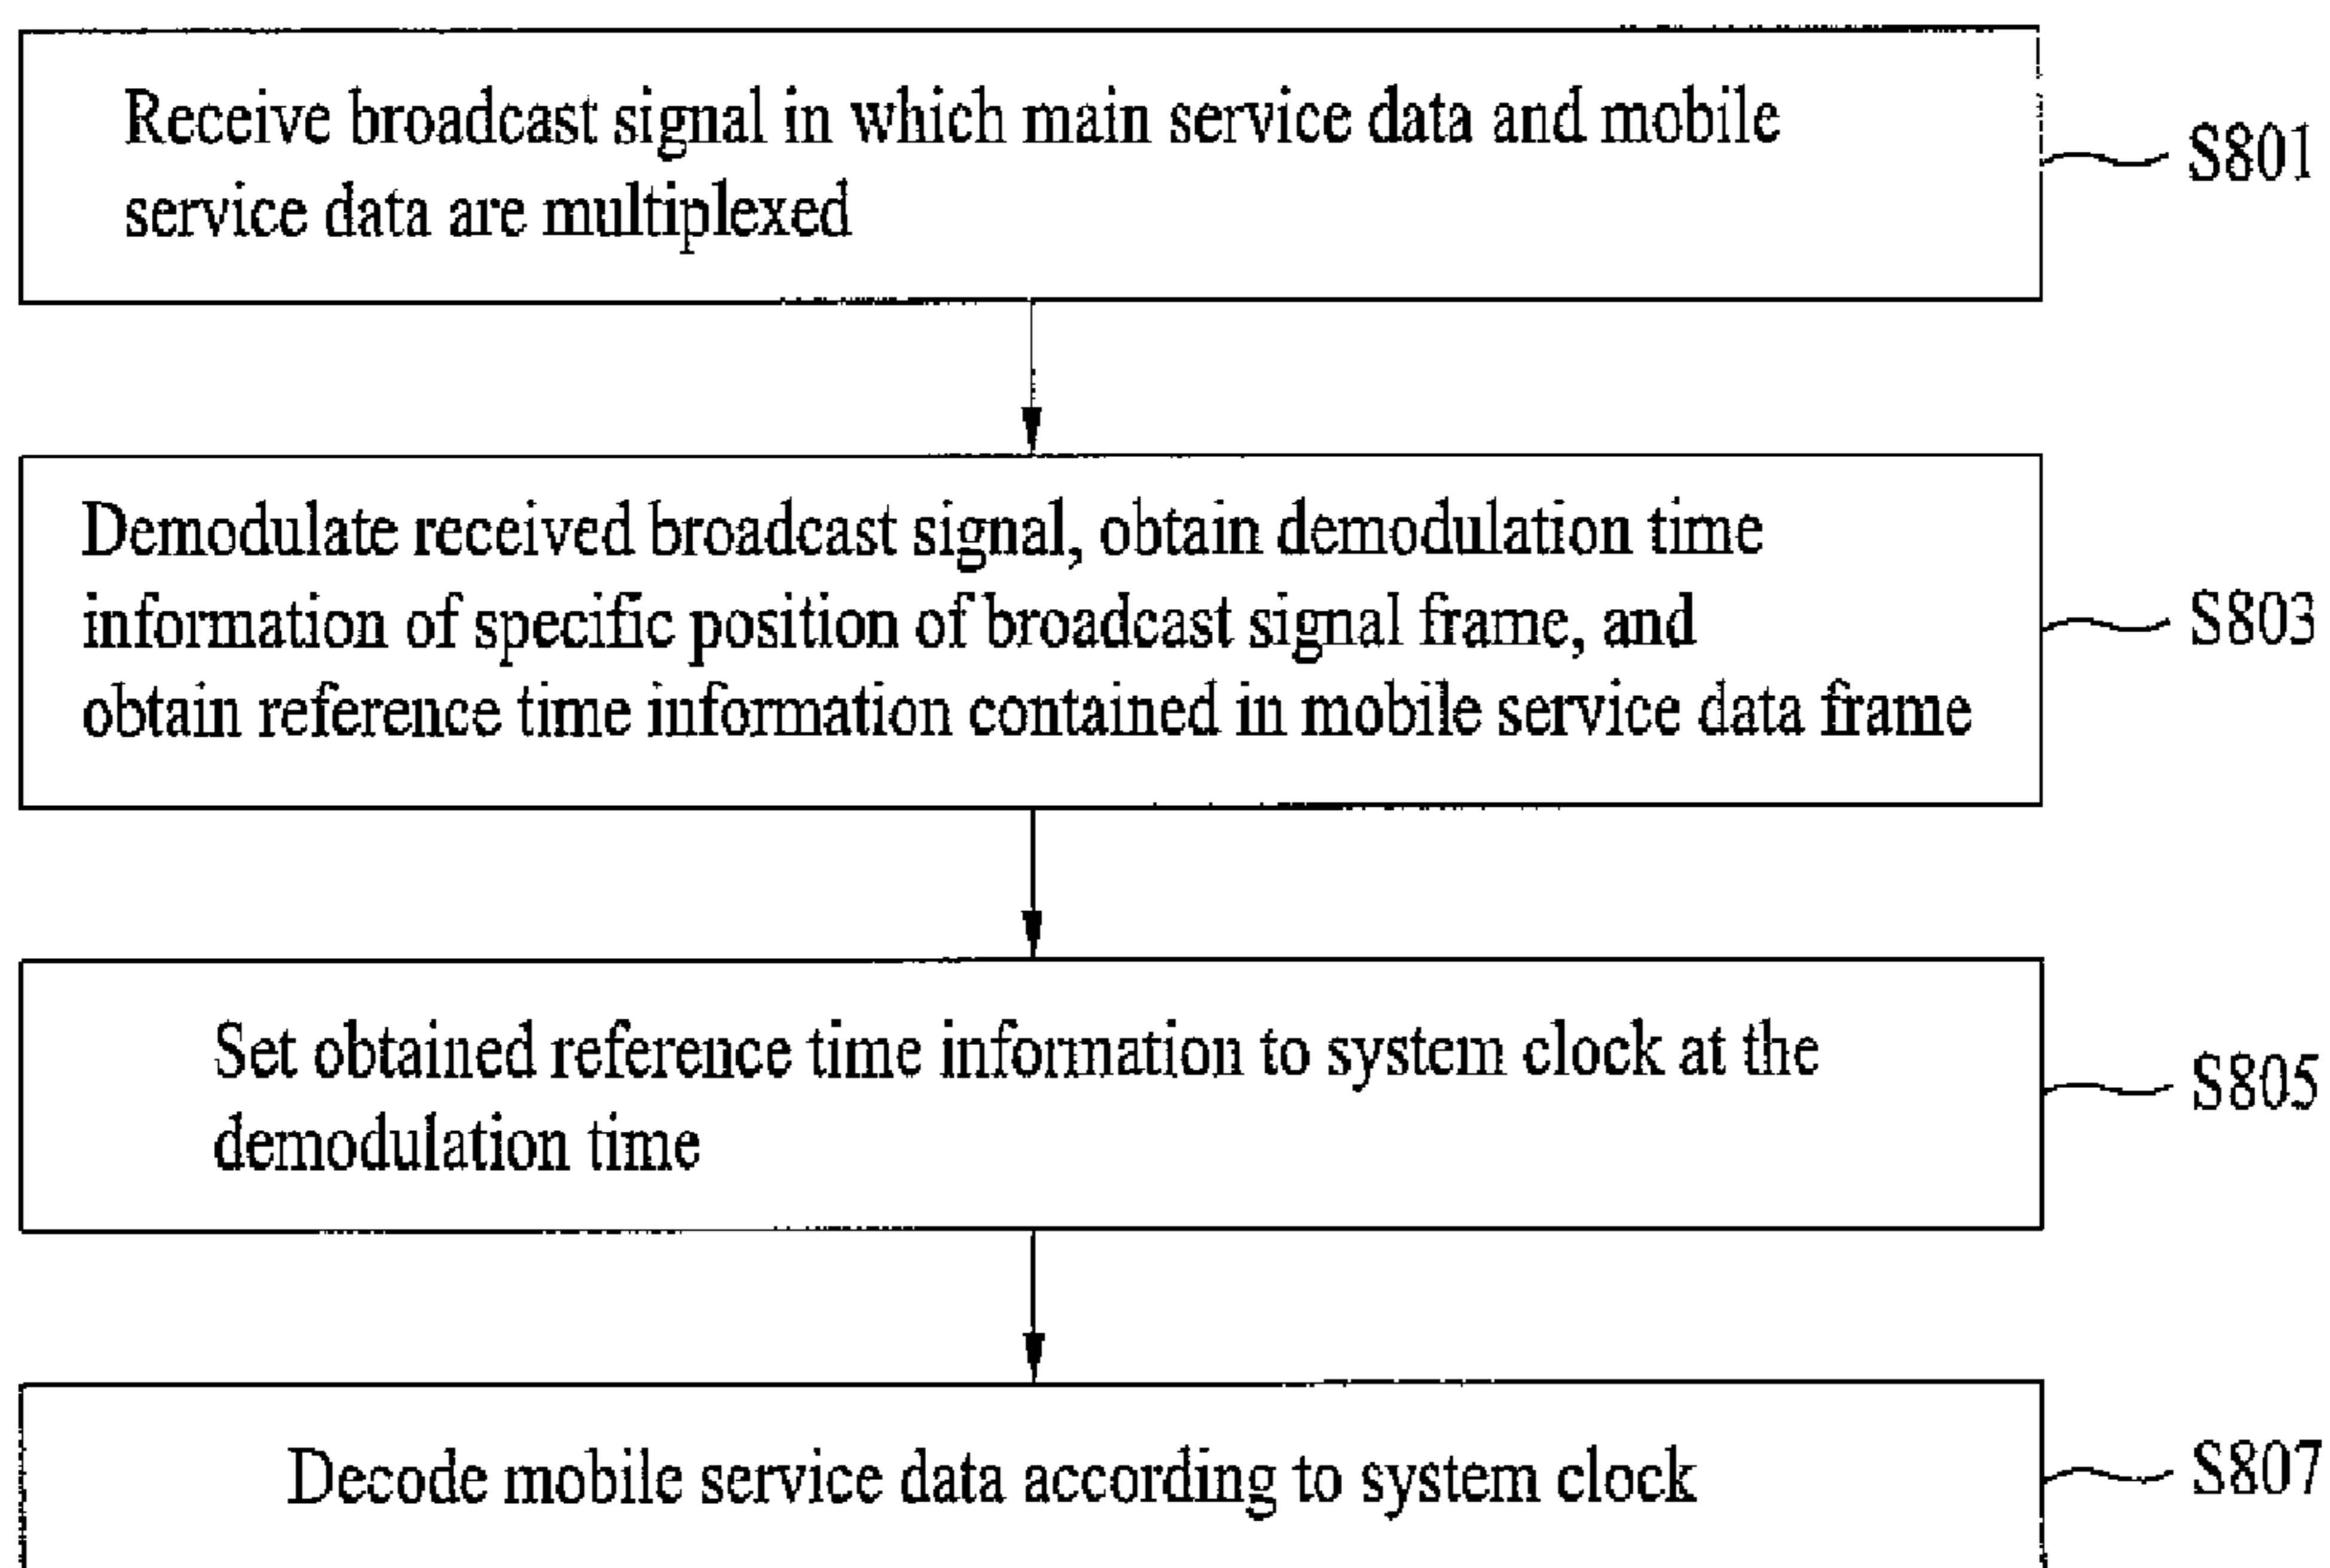 Receive broadcast signal in which main service data and mobile
service data are multiplexed
S801
Demodulate received broadcast signal, obtain demodulation time
information of specific position of broadcast signal frame, and
obtain reference time information contained in mobile service data frame
S803
Set obtained reference time information to system clock at the
demodulation time
S805
Decode mobile service data according to system clock
S807